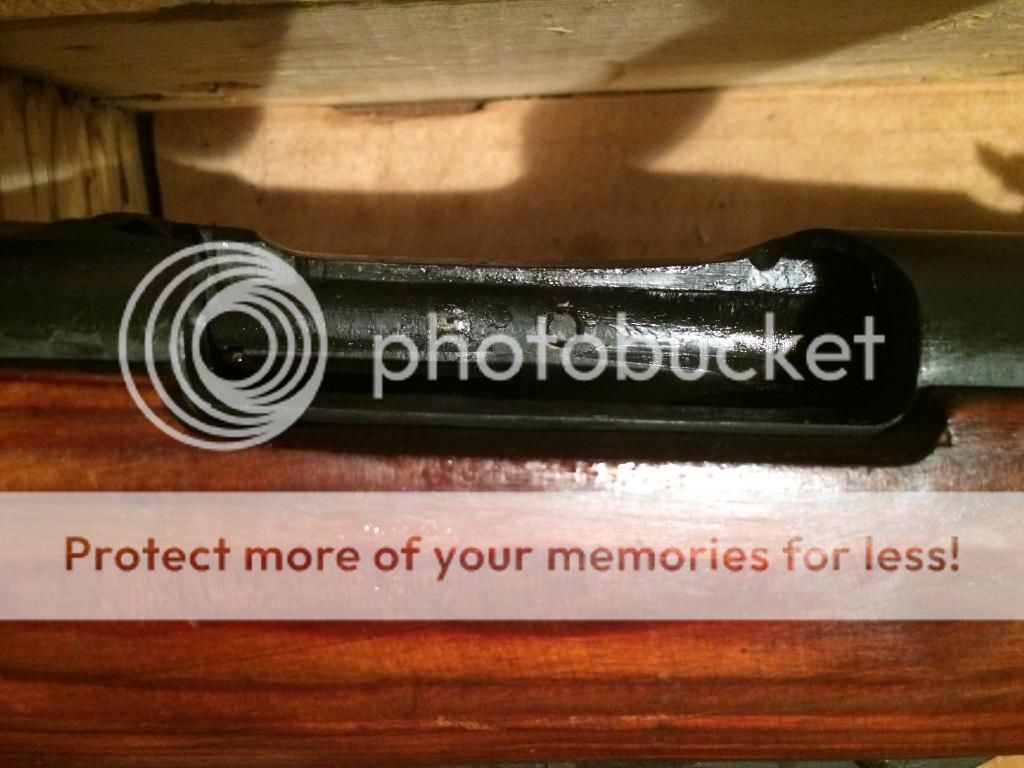 photobucket
Protect more of your memories for less!